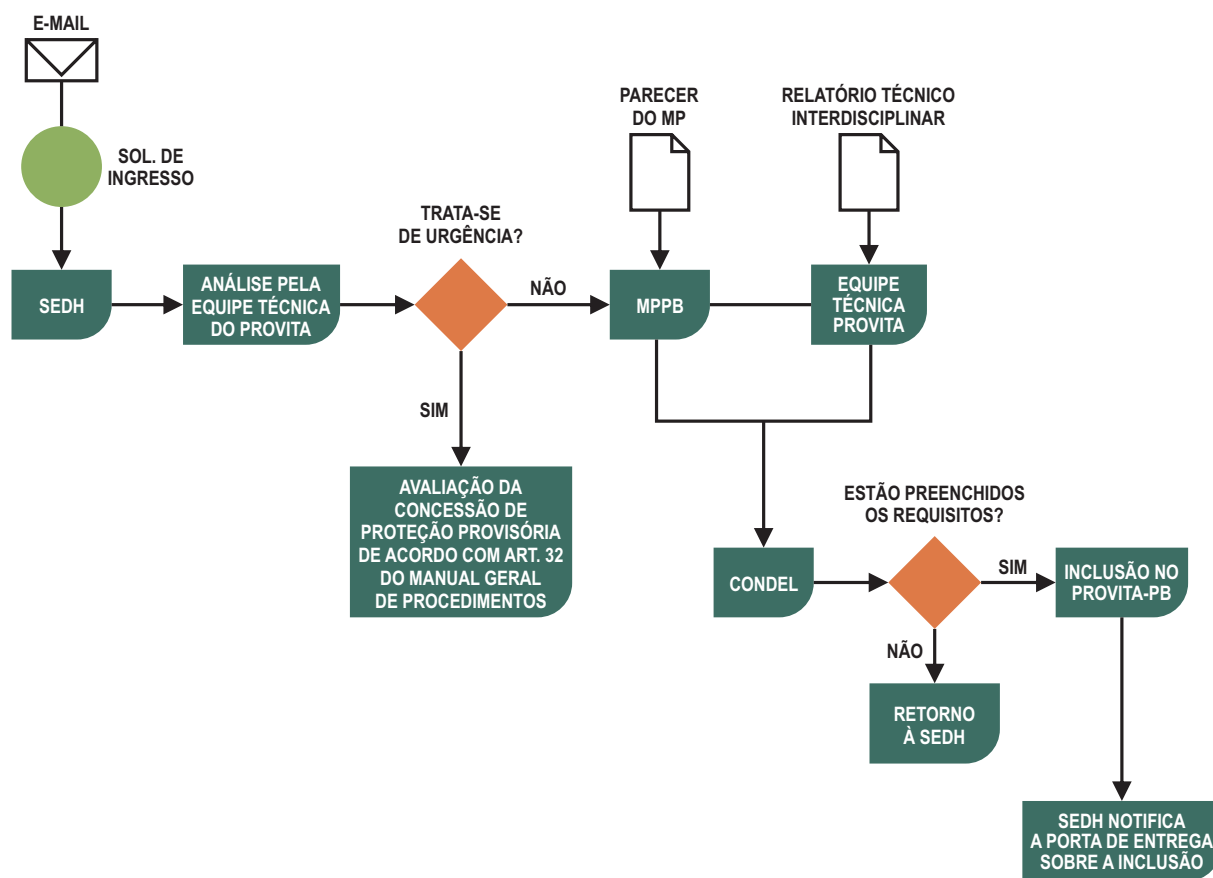 E-MAIL
SOL. DE
INGRESSO
SEDH
ANÁLISE PELA
EQUIPE TÉCNICA
DO PROVITA
TRATA-SE
DE URGÊNCIA?
NÃO
SIM
AVALIAÇÃO DA
CONCESSÃO DE
PROTEÇÃO PROVISÓRIA
DE ACORDO COM ART. 32
DO MANUAL GERAL
DE PROCEDIMENTOS
PARECER
DO MP
MPPB
RELATÓRIO TÉCNICO
INTERDISCIPLINAR
EQUIPE
TÉCNICA
PROVITA
CONDEL
ESTÃO PREENCHIDOS
OS REQUISITOS?
SIM
INCLUSÃO NO
PROVITA-PB
NÃO
RETORNO
À SEDH
SEDH NOTIFICA
A PORTA DE ENTREGA
SOBRE A INCLUSÃO